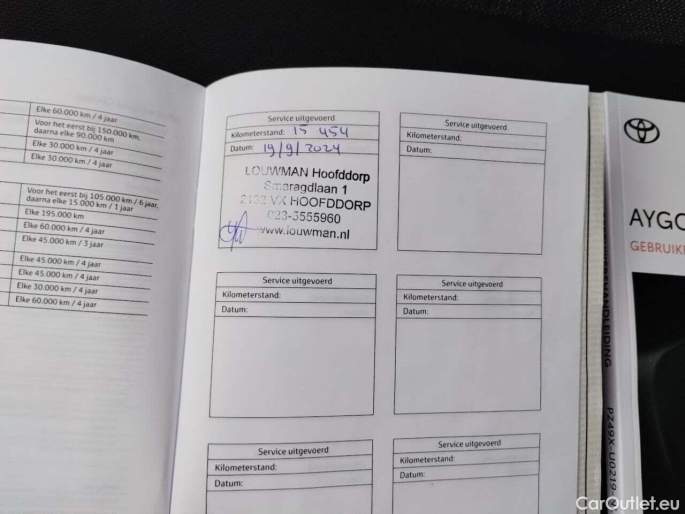 Elke 60.000 km / 4 jaar
Voor het eerst bij 150.000 km,
daarna elke 90.000 km
Elke 30.000 km / 4 jaar
Elke 30.000 km / 4 jaar
Voor het eerst bij 105.000 km / 6 jaar,
daarna elke 15.000 km / 1 jaar
Elke 195.000 km
Elke 60.000 km / 4 jaar
Elke 45.000 km / 3 jaar
Elke 45.000 km / 4 jaar
Elke 45.000 km / 4 jaar
Elke 30.000 km / 4 jaar
Elke 60.000 km / 4 jaar
Service uitgevoerd
Kilometerstand: 15 454
Datum: 19/9/2024
LOUWMAN Hoofddorp
Smaragdlaan 1
2132 VX HOOFDDORP
023-5555960
www.louwman.nl
Service uitgevoerd
Kilometerstand:
Datum:
Service uitgevoerd
Kilometerstand:
Datum:
Service uitgevoerd
Kilometerstand:
Datum:
Service uitgevoerd
Kilometerstand:
Datum:
Service uitgevoerd
Kilometerstand:
Datum:
AYGO
GEBRUIK
HANDLEIDING
PZ49X-U0219
CarOutlet.eu